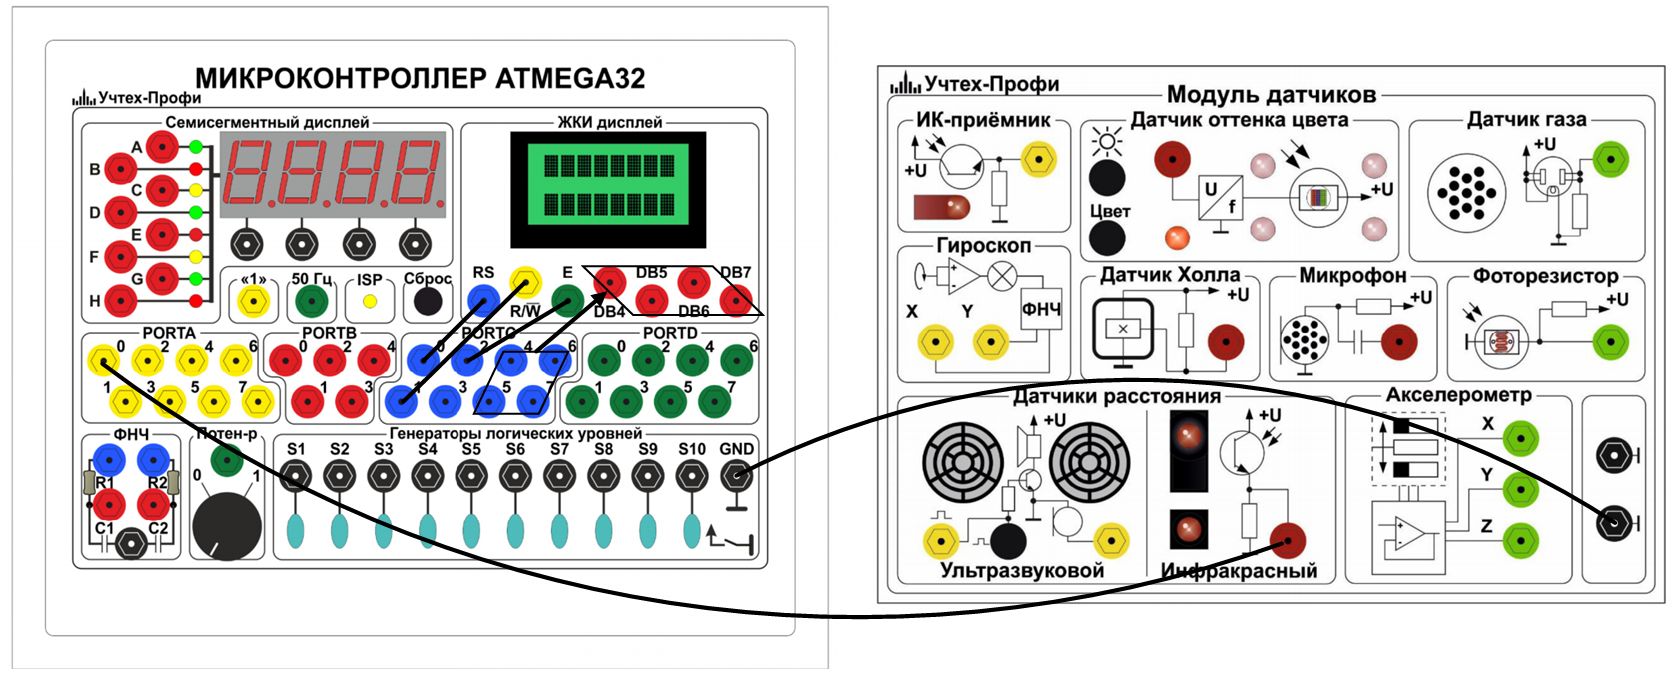 МИКРОКОНТРОЛЛЕР ATMEGA32
Учтех-Профи
Семисегментный дисплей
A
B
C
D
E
F
G
H
«1»
50 Гц
ISP
Сброс
ЖКИ дисплей
RS
R/W̅
E
DB4
DB5
DB6
DB7
PORTA
0 2 4 6
1 3 5 7
PORTB
0 2 4
1 3
PORTC
0 2 4 6
1 3 5 7
PORTD
0 2 4 6
1 3 5 7
ФНЧ
R1 R2
C1 C2
Потен-р
0 1
Генераторы логических уровней
S1 S2 S3 S4 S5 S6 S7 S8 S9 S10 GND
Учтех-Профи
Модуль датчиков
ИК-приёмник
+U
Датчик оттенка цвета
Цвет
U
f
+U
Датчик газа
+U
Гироскоп
X Y
ФНЧ
Датчик Холла
+U
Микрофон
+U
Фоторезистор
+U
Датчики расстояния
+U
Ультразвуковой
+U
Инфракрасный
Акселерометр
X
Y
Z